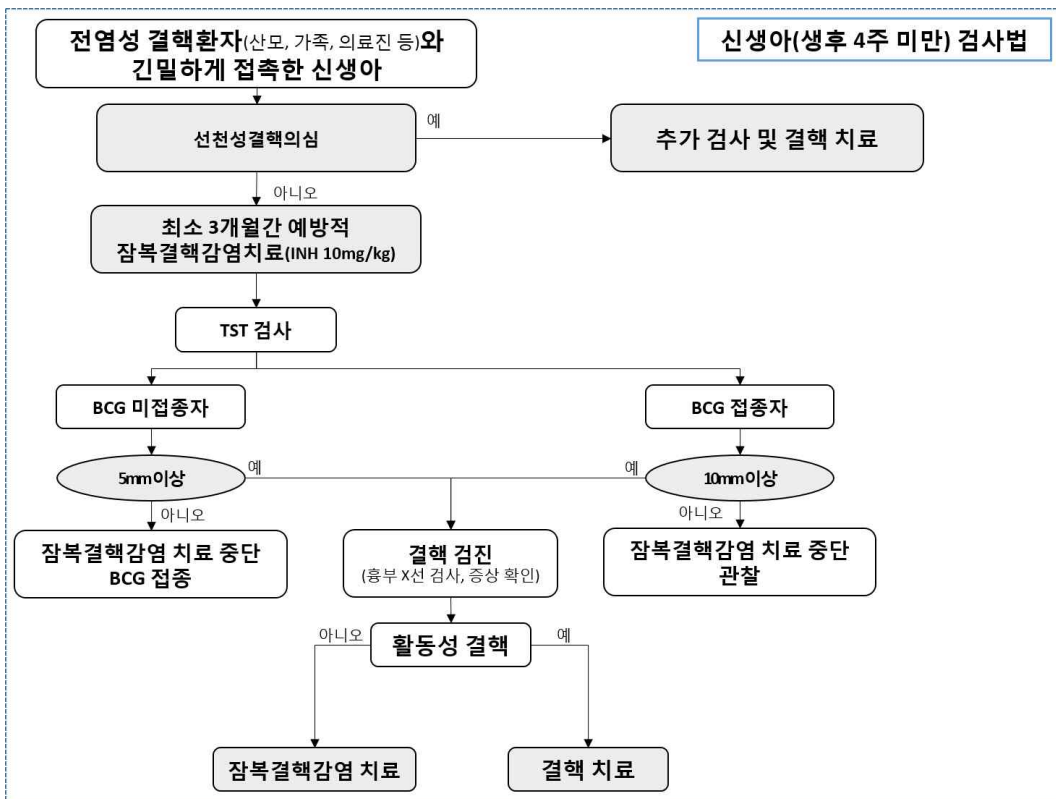 신생아(생후 4주 미만) 검사법
전염성 결핵환자(산모, 가족, 의료진 등)와
긴밀하게 접촉한 신생아
선천성결핵의심
예
추가 검사 및 결핵 치료
아니오
최소 3개월간 예방적
잠복결핵감염치료(INH 10mg/kg)
TST 검사
BCG 미접종자
BCG 접종자
5mm이상
예
예
10mm이상
아니오
아니오
잠복결핵감염 치료 중단
BCG 접종
결핵 검진
(흉부 X선 검사, 증상 확인)
잠복결핵감염 치료 중단
관찰
아니오
활동성 결핵
예
잠복결핵감염 치료
결핵 치료